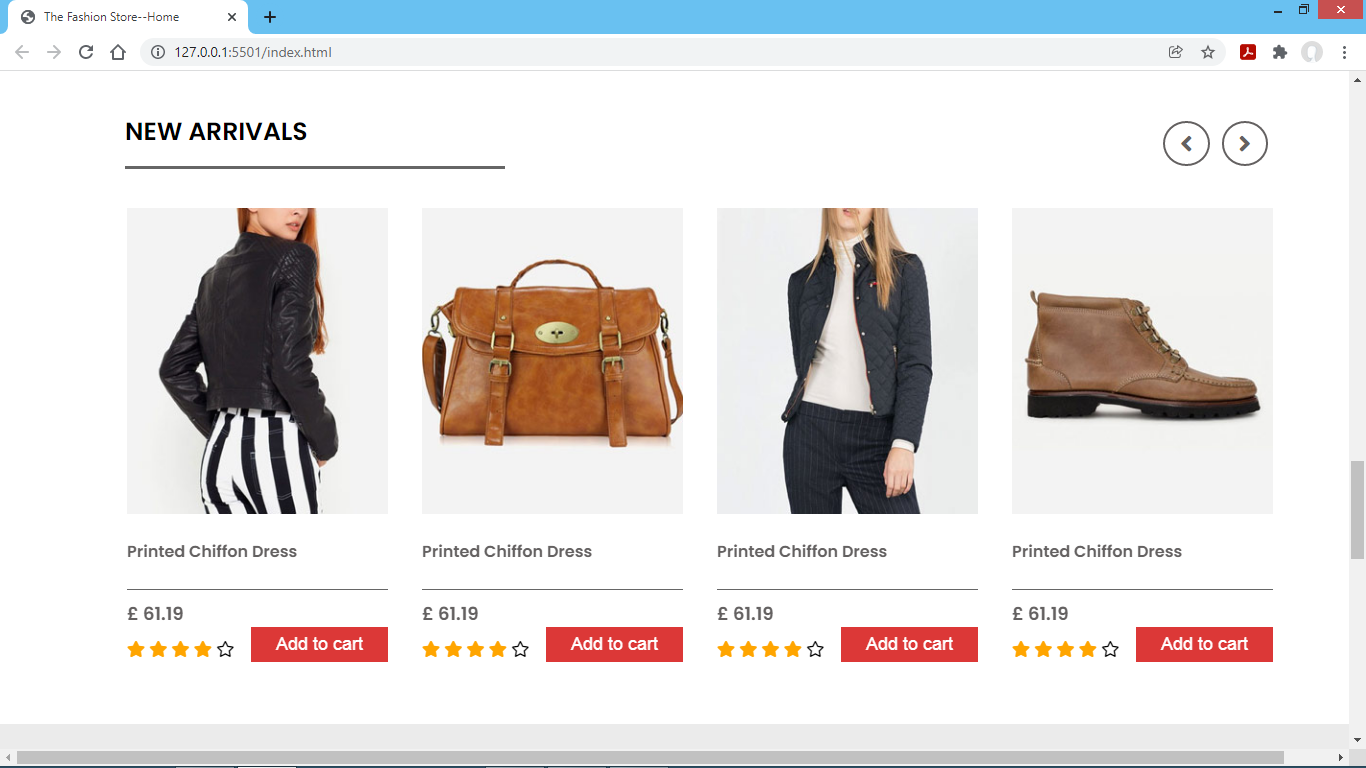 The Fashion Store--Home
127.0.0.1:5501/index.html
NEW ARRIVALS
Printed Chiffon Dress
Printed Chiffon Dress
Printed Chiffon Dress
Printed Chiffon Dress
£ 61.19
£ 61.19
£ 61.19
£ 61.19
Add to cart
Add to cart
Add to cart
Add to cart